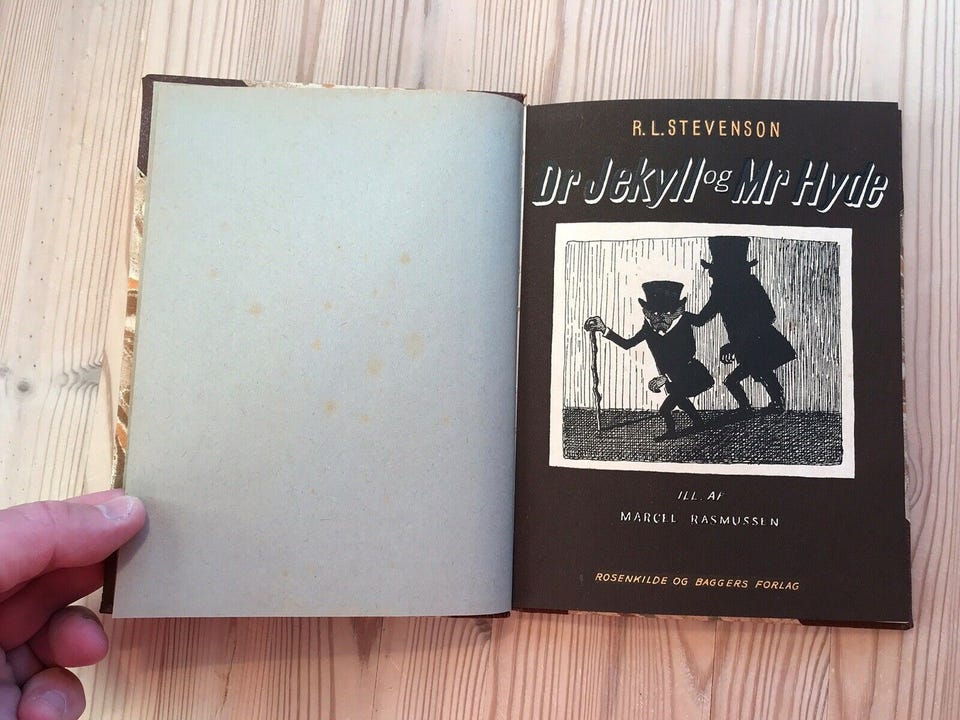 R. L. STEVENSON
Dr Jekyll og Mr Hyde
ILL. AF
MARCEL RASMUSSEN
ROSENKILDE OG BAGGERS FORLAG